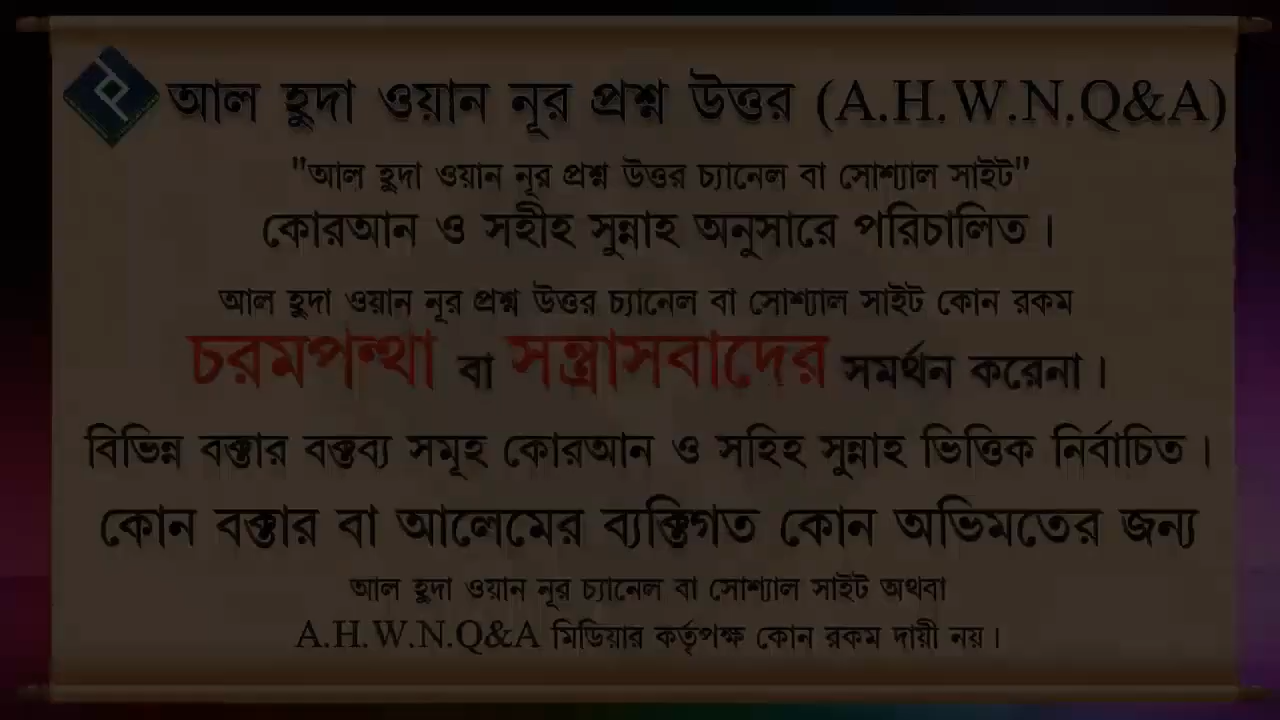 আল হুদা ওয়ান নূর প্রশ্ন উত্তর (A.H.W.N.Q&A)
"আল হুদা ওয়ান নূর প্রশ্ন উত্তর চ্যানেল বা সোশ্যাল সাইট"
কোরআন ও সহীহ সুন্নাহ অনুসারে পরিচালিত।
আল হুদা ওয়ান নূর প্রশ্ন উত্তর চ্যানেল বা সোশ্যাল সাইট কোন রকম
চরমপন্থা বা সন্ত্রাসবাদের সমর্থন করেনা।
বিভিন্ন বক্তার বক্তব্য সমূহ কোরআন ও সহিহ সুন্নাহ ভিত্তিক নির্বাচিত।
কোন বক্তার বা আলেমের ব্যক্তিগত কোন অভিমতের জন্য
আল হুদা ওয়ান নূর চ্যানেল বা সোশ্যাল সাইট অথবা
A.H.W.N.Q&A মিডিয়ার কর্তৃপক্ষ কোন রকম দায়ী নয়।